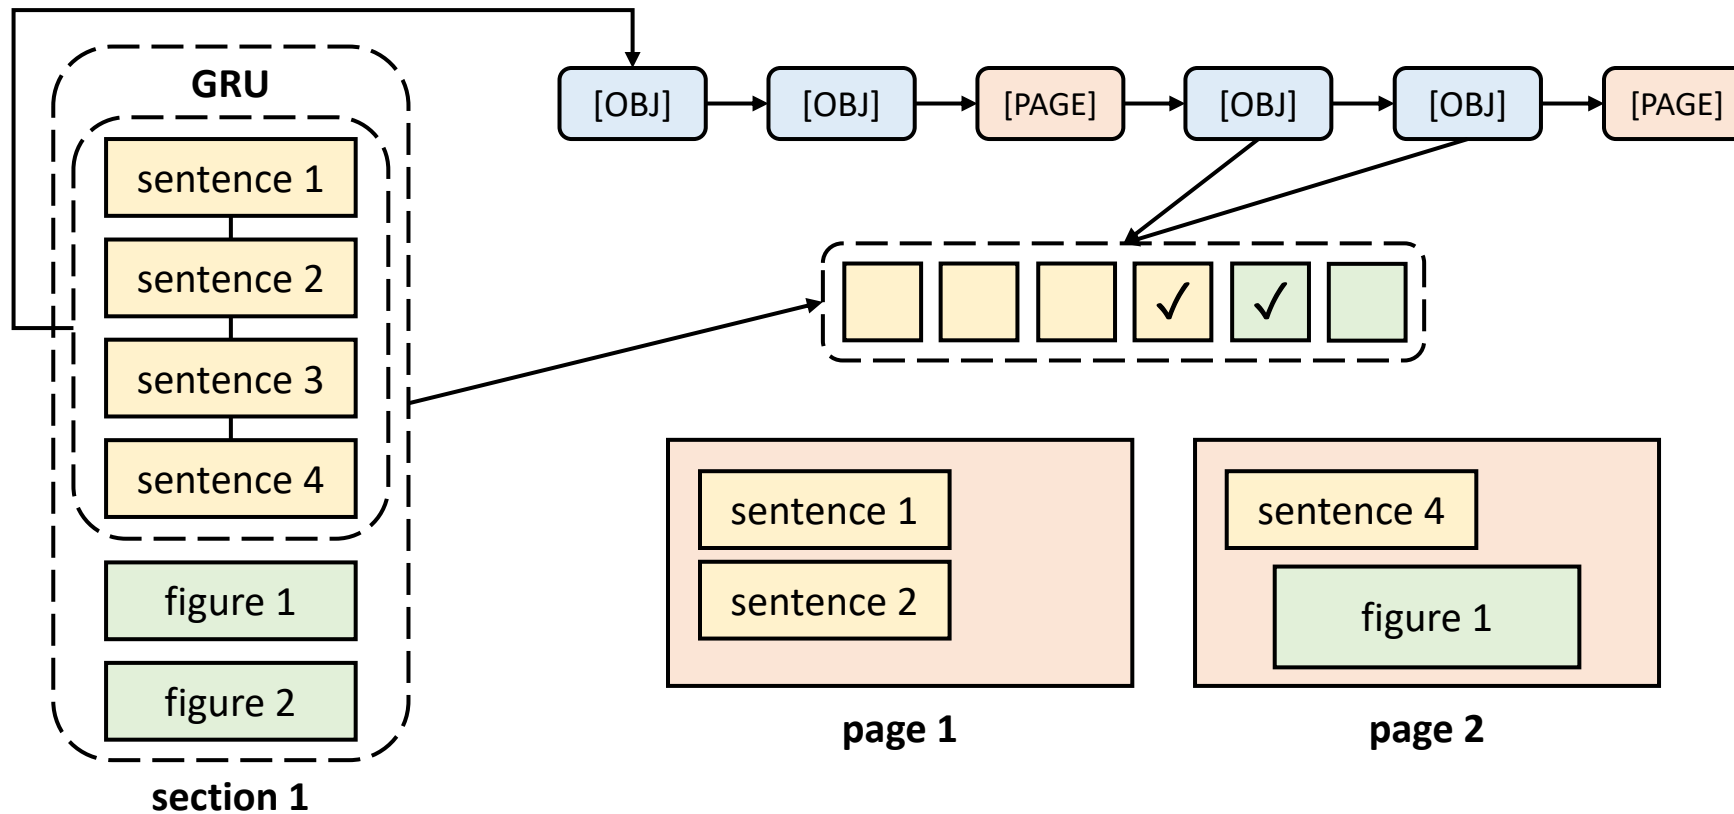 GRU
sentence 1
sentence 2
sentence 3
sentence 4
figure 1
figure 2
section 1
[OBJ] [OBJ] [PAGE] [OBJ] [OBJ] [PAGE]
✓ ✓
sentence 1
sentence 2
page 1
sentence 4
figure 1
page 2